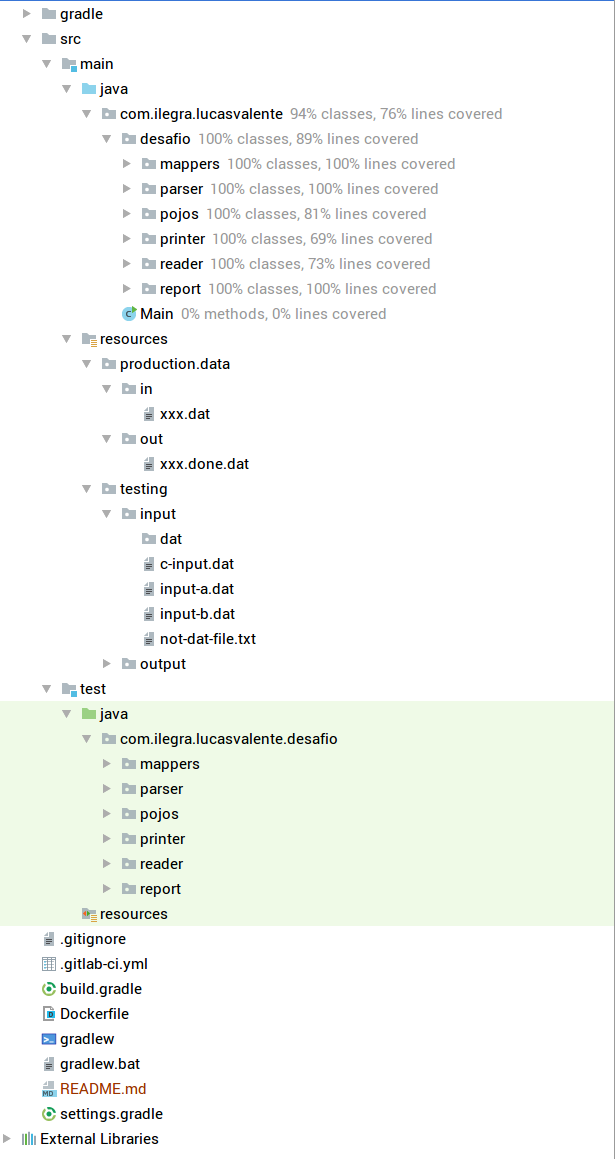 gradle
src
main
java
com.ilegra.lucasvalente 94% classes, 76% lines covered
desafio 100% classes, 89% lines covered
mappers 100% classes, 100% lines covered
parser 100% classes, 100% lines covered
pojos 100% classes, 81% lines covered
printer 100% classes, 69% lines covered
reader 100% classes, 73% lines covered
report 100% classes, 100% lines covered
Main 0% methods, 0% lines covered
resources
production.data
in
xxx.dat
out
xxx.done.dat
testing
input
dat
c-input.dat
input-a.dat
input-b.dat
not-dat-file.txt
output
test
java
com.ilegra.lucasvalente.desafio
mappers
parser
pojos
printer
reader
report
resources
.gitignore
.gitlab-ci.yml
build.gradle
Dockerfile
gradlew
gradlew.bat
README.md
settings.gradle
External Libraries